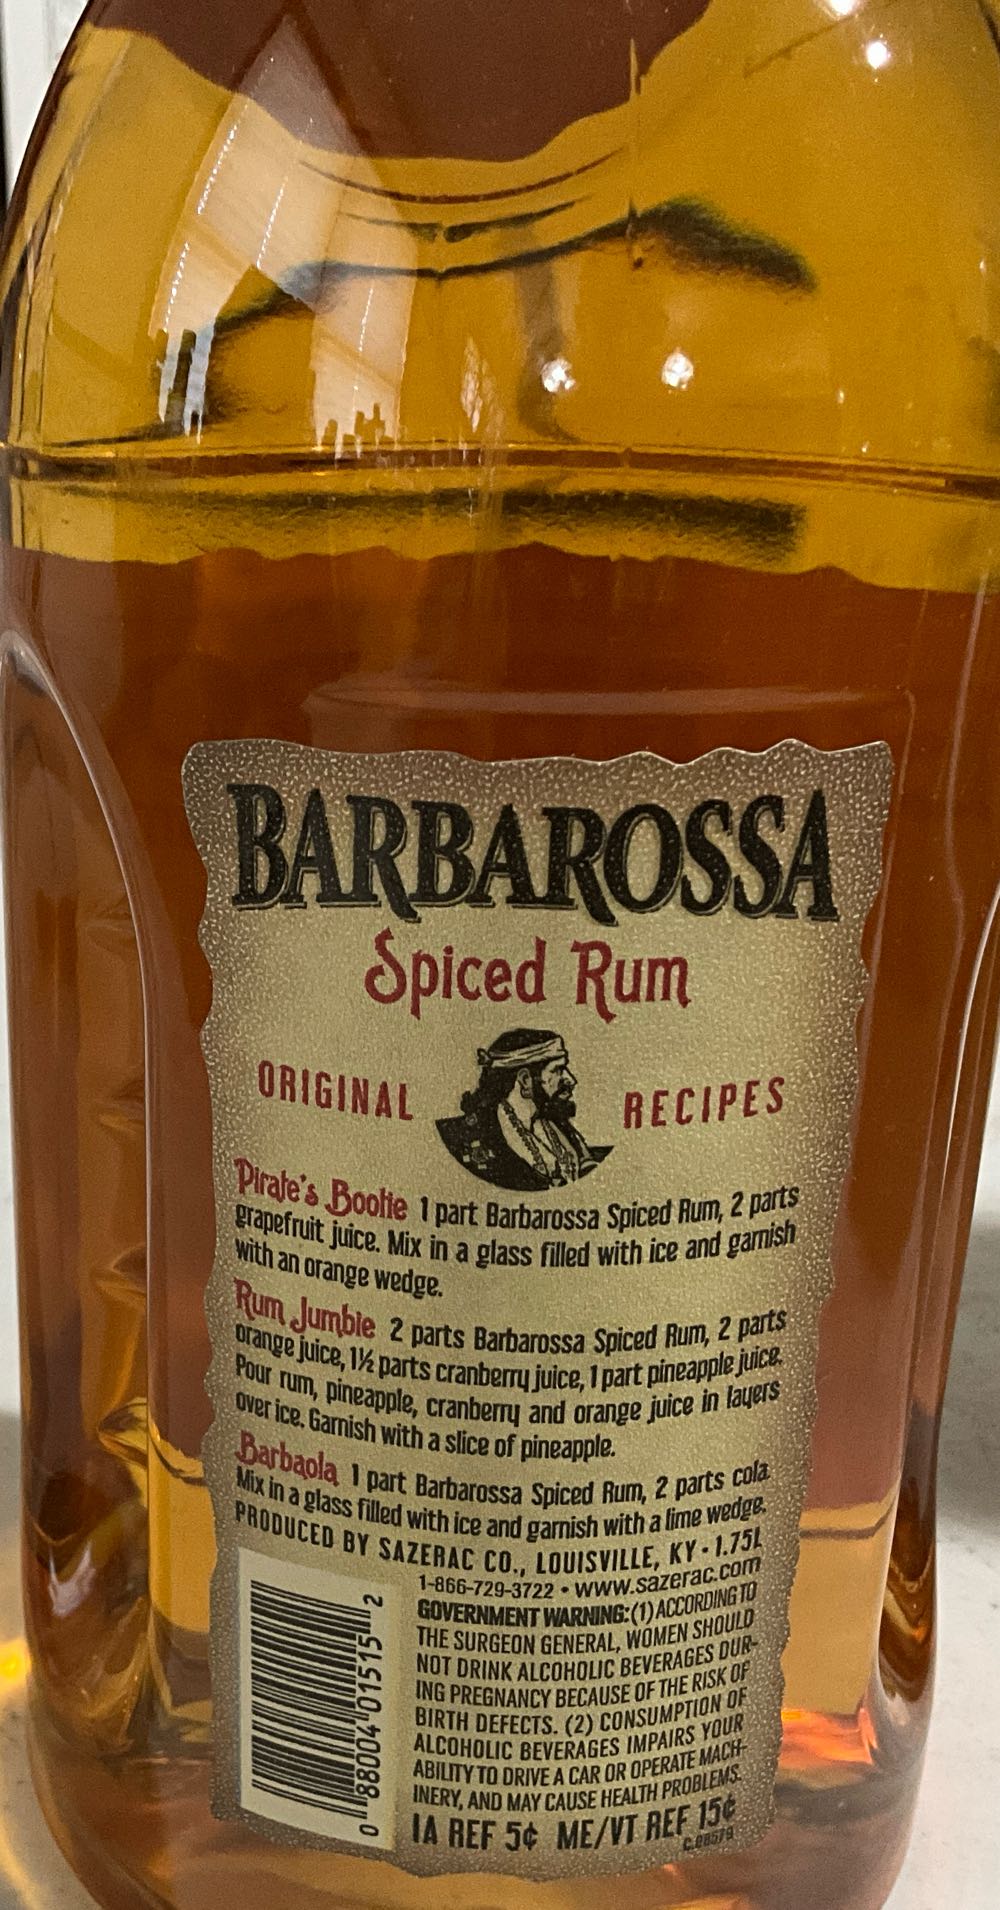 BARBAROSSA
Spiced Rum
ORIGINAL RECIPES
Pirate's Bootie 1 part Barbarossa Spiced Rum, 2 parts
grapefruit juice. Mix in a glass filled with ice and garnish
with an orange wedge.
Rum Jumbie 2 parts Barbarossa Spiced Rum, 2 parts
orange juice, 1½ parts cranberry juice, 1 part pineapple juice.
Pour rum, pineapple, cranberry and orange juice in layers
over ice. Garnish with a slice of pineapple.
Barbaola 1 part Barbarossa Spiced Rum, 2 parts cola.
Mix in a glass filled with ice and garnish with a lime wedge.
PRODUCED BY SAZERAC CO., LOUISVILLE, KY • 1.75L
1-866-729-3722 • www.sazerac.com
GOVERNMENT WARNING: (1) ACCORDING TO
THE SURGEON GENERAL, WOMEN SHOULD
NOT DRINK ALCOHOLIC BEVERAGES DUR-
ING PREGNANCY BECAUSE OF THE RISK OF
BIRTH DEFECTS. (2) CONSUMPTION OF
ALCOHOLIC BEVERAGES IMPAIRS YOUR
ABILITY TO DRIVE A CAR OR OPERATE MACH-
INERY, AND MAY CAUSE HEALTH PROBLEMS.
IA REF 5¢ ME/VT REF 15¢
0 88004 01515 2